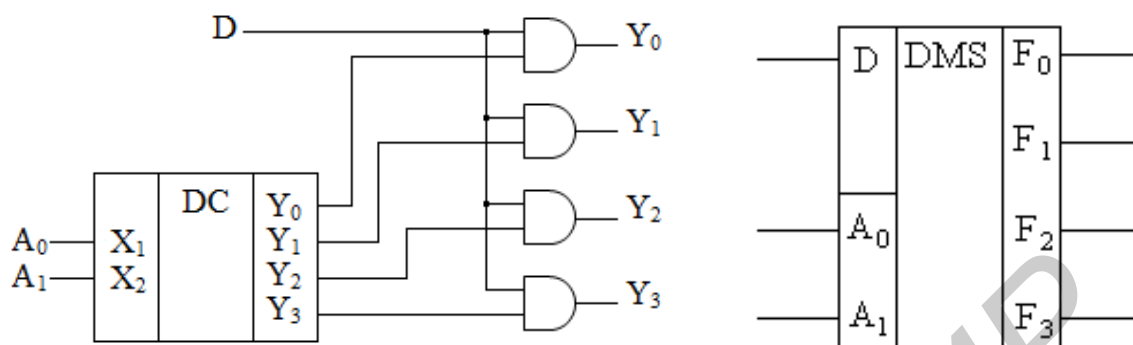 D
Y₀
Y₁
Y₂
Y₃
DC
A₀ X₁ Y₀
A₁ X₂ Y₁
Y₂
Y₃
D DMS F₀
F₁
A₀ F₂
A₁ F₃